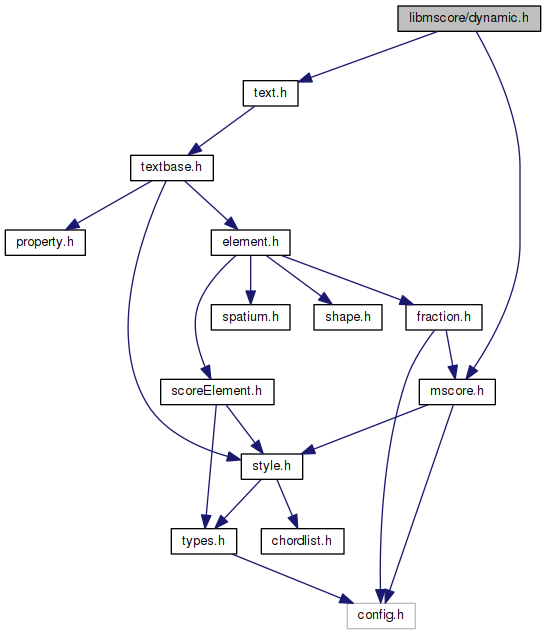 libmscore/dynamic.h
text.h
textbase.h
property.h
element.h
spatium.h
shape.h
fraction.h
scoreElement.h
mscore.h
style.h
types.h
chordlist.h
config.h